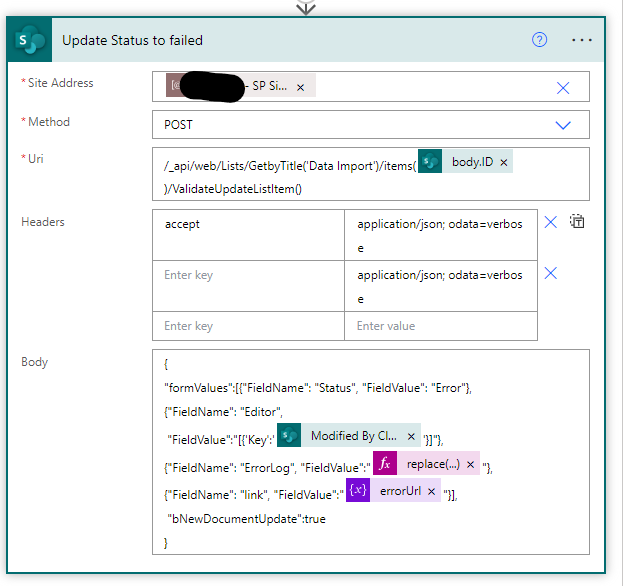 S
Update Status to failed
? ...
* Site Address
- SP Si... ×
* Method
POST
* Uri
/_api/web/Lists/GetbyTitle('Data Import')/items( body.ID ×
)/ValidateUpdateListItem()
Headers
accept
application/json; odata=verbos
e
Enter key
application/json; odata=verbos
e
Enter key
Enter value
Body
{
"formValues":[{"FieldName": "Status", "FieldValue": "Error"},
{"FieldName": "Editor",
"FieldValue":"[{'Key':' Modified By Cl... × '}]"},
{"FieldName": "ErrorLog", "FieldValue":" fx replace(...) × "},
{"FieldName": "link", "FieldValue":" {x} errorUrl × "}],
"bNewDocumentUpdate":true
}